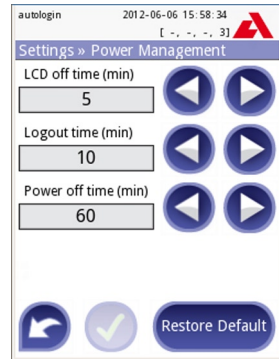 autologin 2012-06-06 15:58:34
[ -, -, -, 3]
Settings » Power Management
LCD off time (min)
5
Logout time (min)
10
Power off time (min)
60
Restore Default